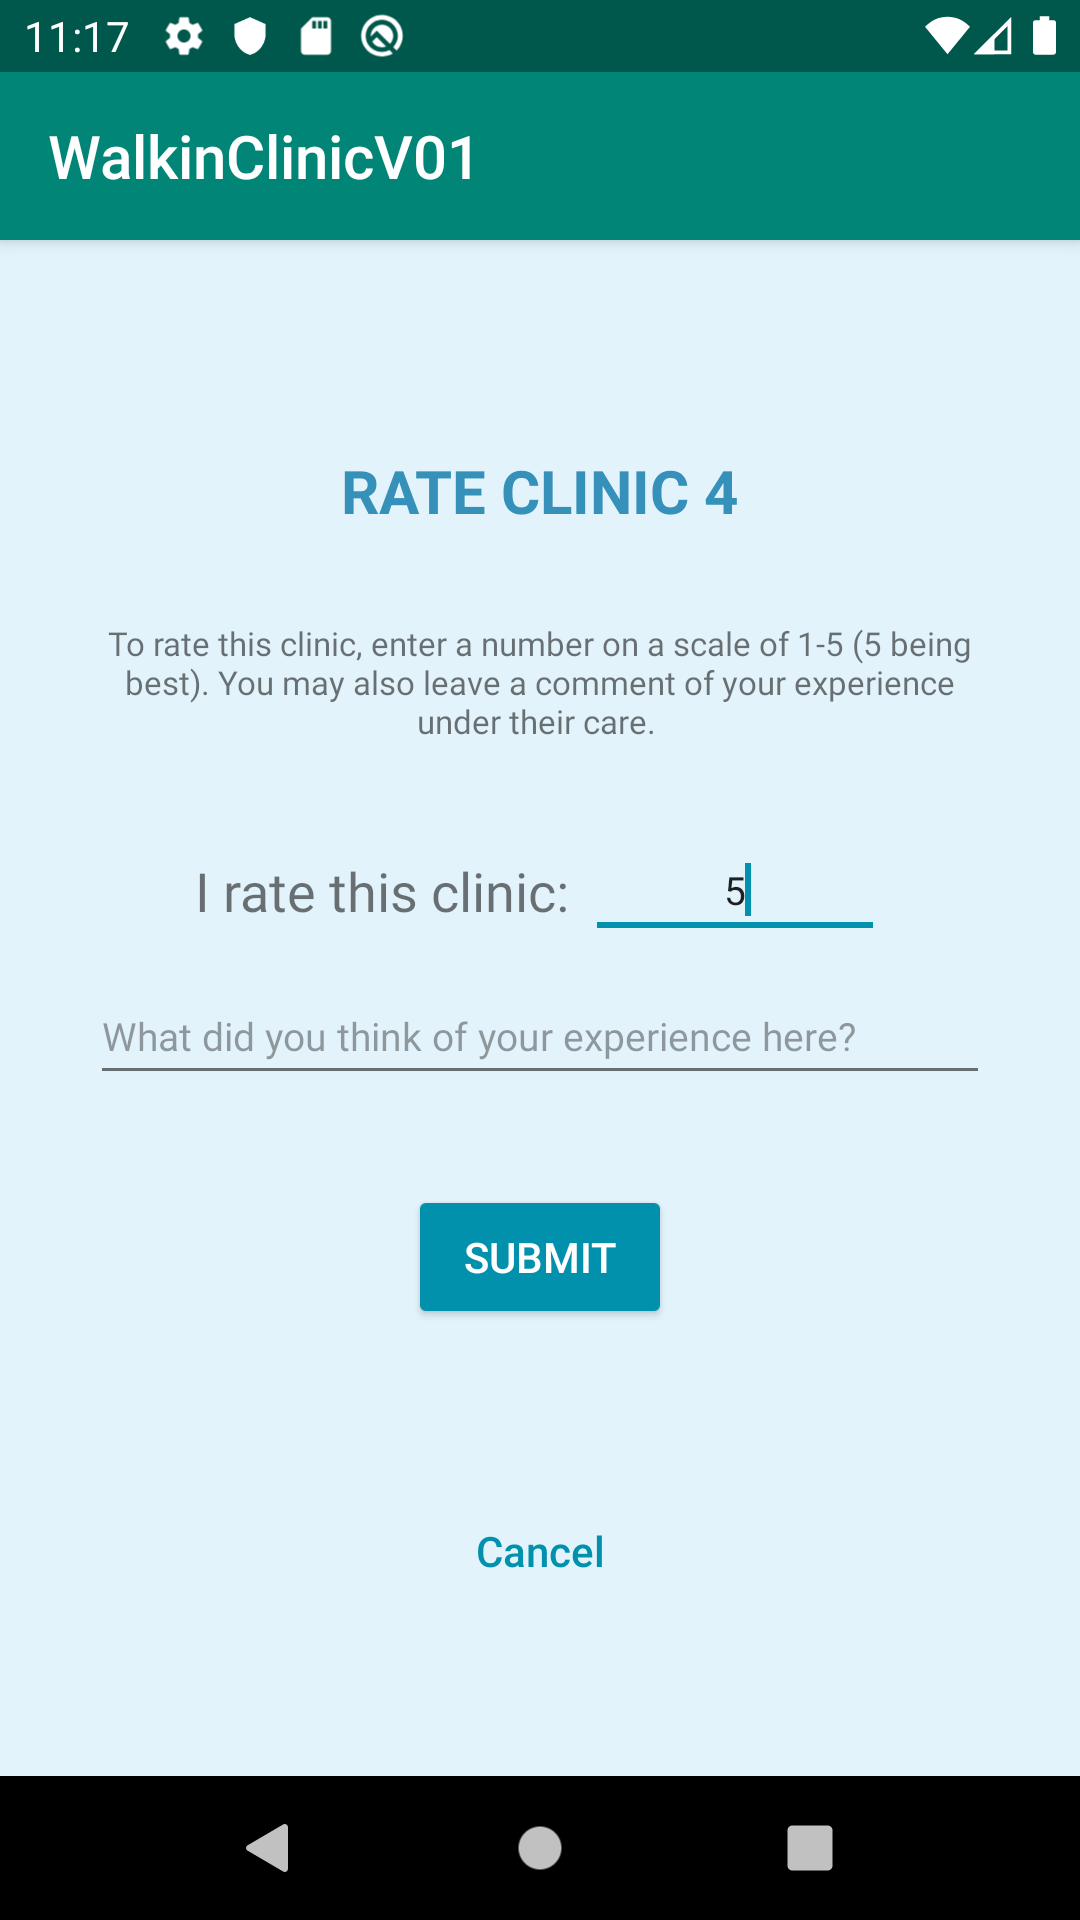 11:17
WalkinClinicV01
RATE CLINIC 4
To rate this clinic, enter a number on a scale of 1-5 (5 being
best). You may also leave a comment of your experience
under their care.
I rate this clinic: 5
What did you think of your experience here?
SUBMIT
Cancel